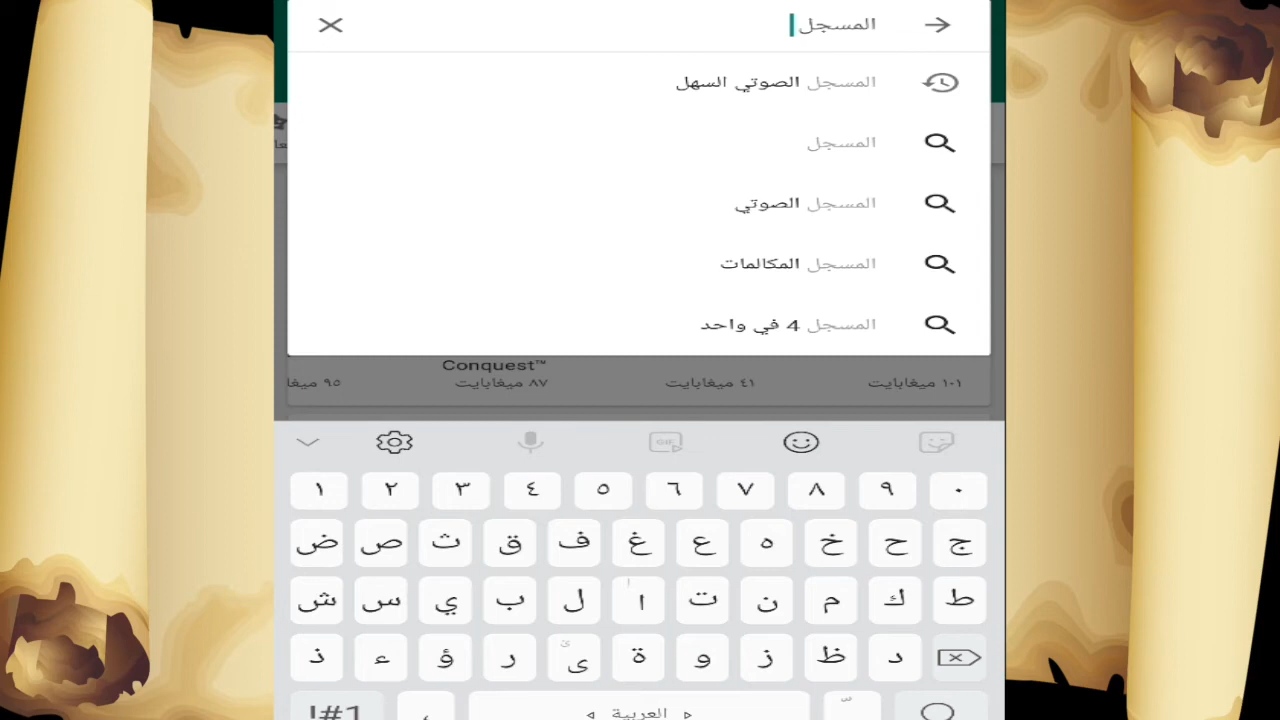 المسجل
المسجل الصوتي السهل
المسجل
المسجل الصوتي
المسجل المكالمات
المسجل 4 في واحد
Conquest™
١٠١ ميغابايت ٤١ ميغابايت ٨٧ ميغابايت ٩٥ ميغا
GIF
١ ٢ ٣ ٤ ٥ ٦ ٧ ٨ ٩ ٠
ض ص ث ق ف غ ع ه خ ح ج
ش س ي ب ل ا ت ن م ك ط
ذ ء ؤ ر ى ة و ز ظ د
!#1 ، العربية